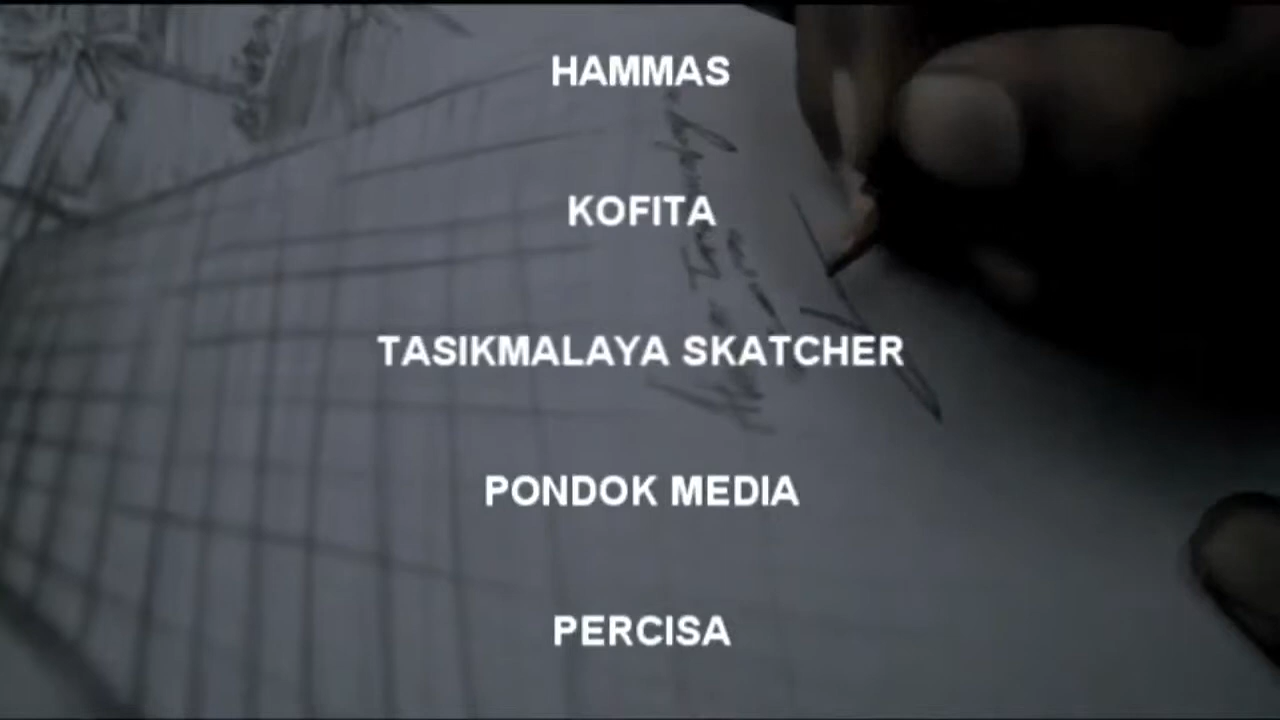 HAMMAS
KOFITA
TASIKMALAYA SKATCHER
PONDOK MEDIA
PERCISA